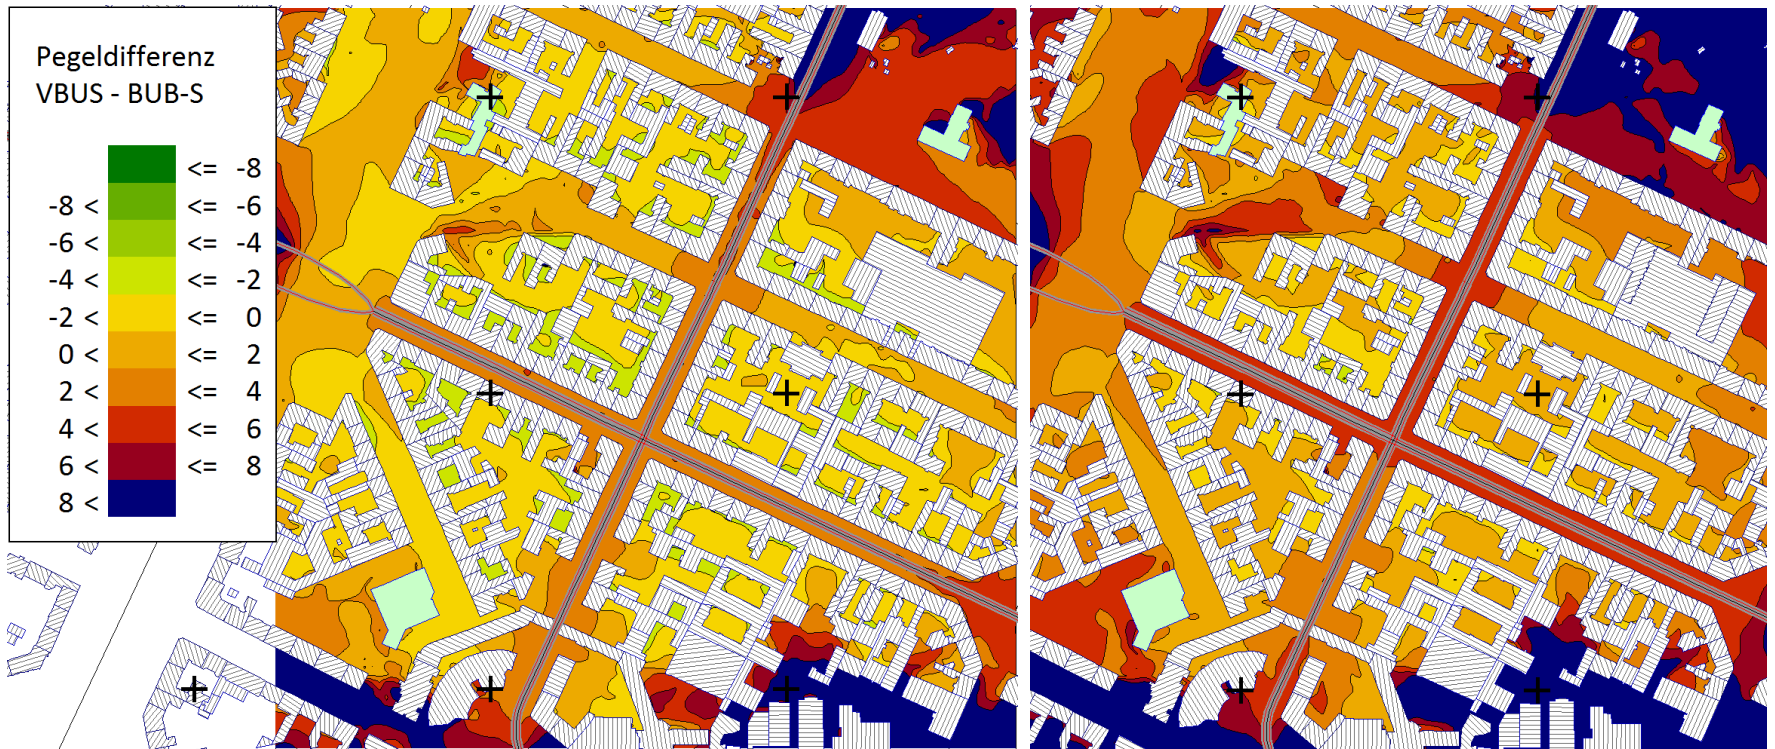 Pegeldifferenz
VBUS - BUB-S
<= -8
-8 < <= -6
-6 < <= -4
-4 < <= -2
-2 < <= 0
0 < <= 2
2 < <= 4
4 < <= 6
6 < <= 8
8 <